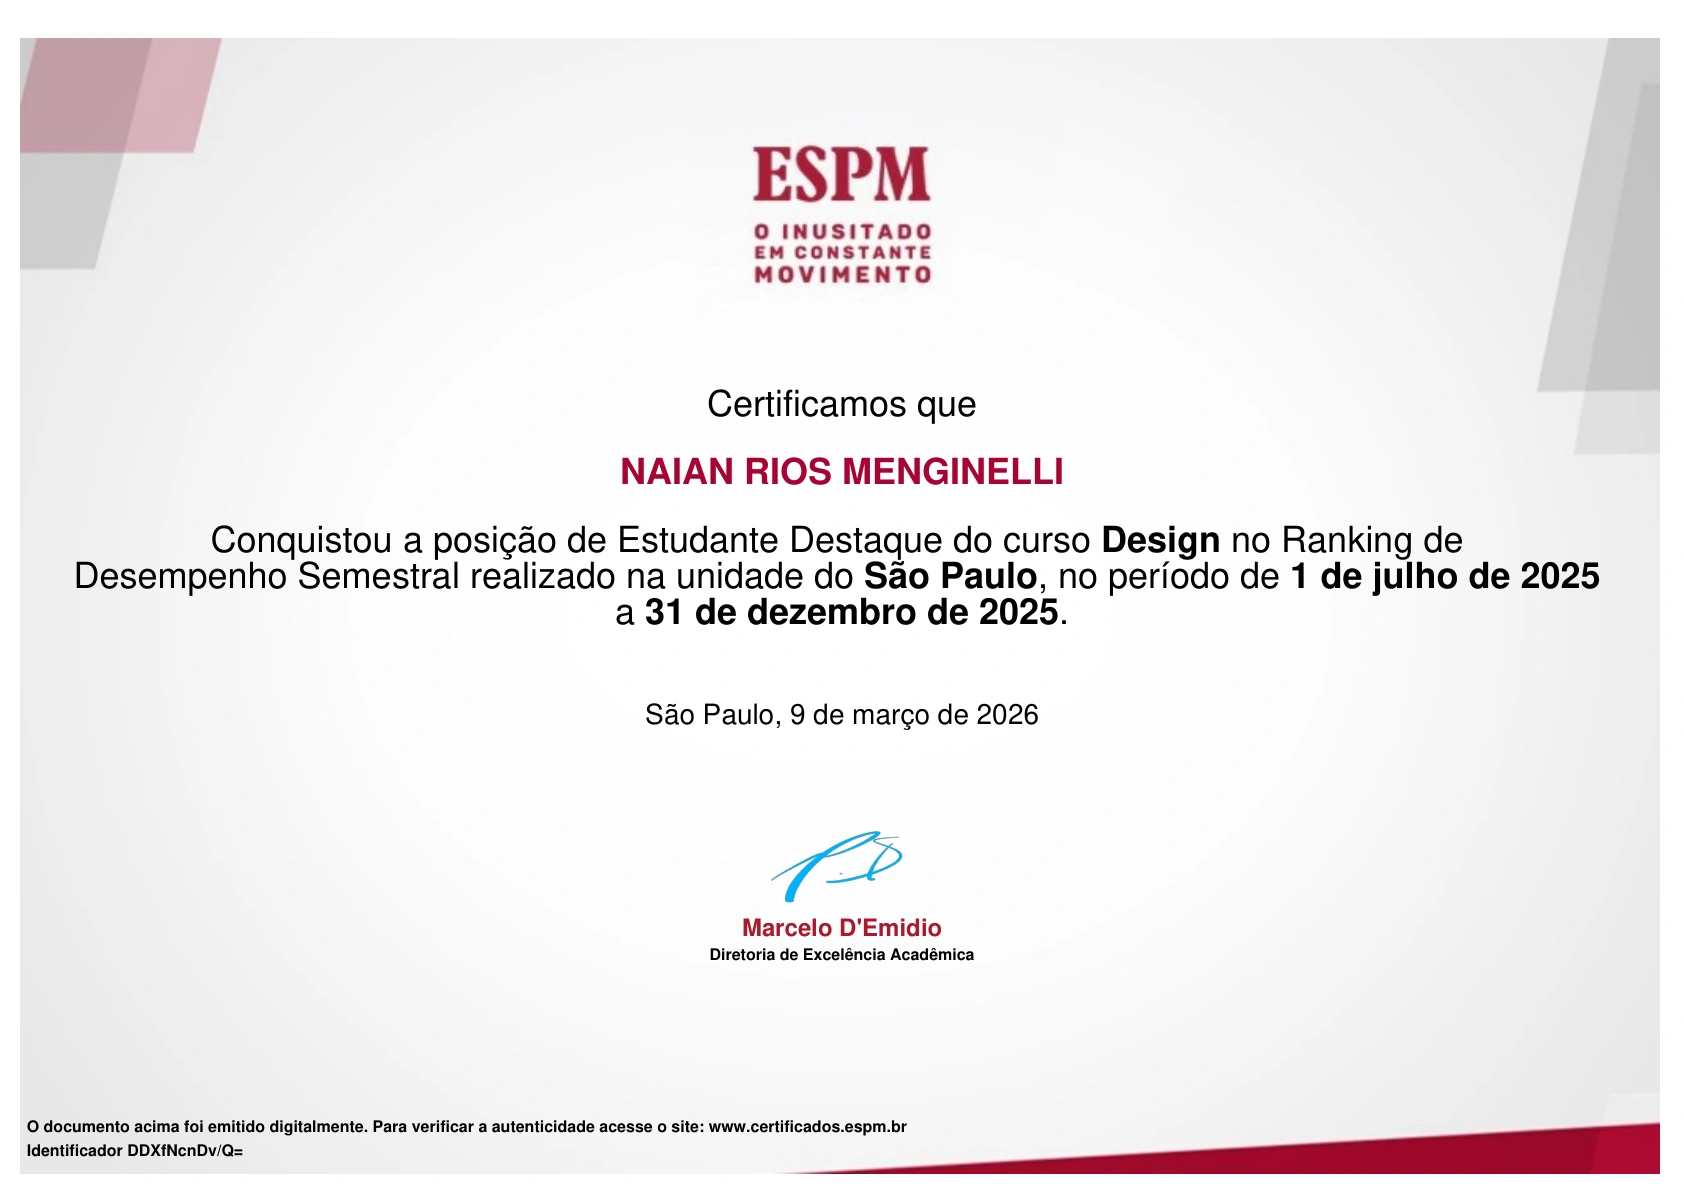 ESPM
O INUSITADO
EM CONSTANTE
MOVIMENTO
Certificamos que
NAIAN RIOS MENGINELLI
Conquistou a posição de Estudante Destaque do curso Design no Ranking de
Desempenho Semestral realizado na unidade do São Paulo, no período de 1 de julho de 2025
a 31 de dezembro de 2025.
São Paulo, 9 de março de 2026
Marcelo D'Emidio
Diretoria de Excelência Acadêmica
O documento acima foi emitido digitalmente. Para verificar a autenticidade acesse o site: www.certificados.espm.br
Identificador DDXfNcnDv/Q=